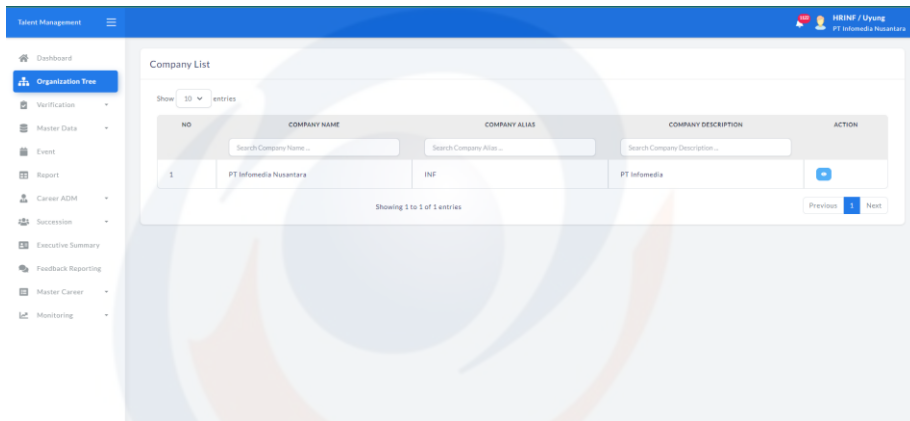 Talent Management
HRINF / Uyung
PT Infomedia Nusantara
Dashboard
Organization Tree
Verification
Master Data
Event
Report
Career ADM
Succession
Executive Summary
Feedback Reporting
Master Career
Monitoring
Company List
Show 10 entries
NO COMPANY NAME COMPANY ALIAS COMPANY DESCRIPTION ACTION
Search Company Name ... Search Company Alias ... Search Company Description ...
1 PT Infomedia Nusantara INF PT Infomedia
Showing 1 to 1 of 1 entries
Previous 1 Next